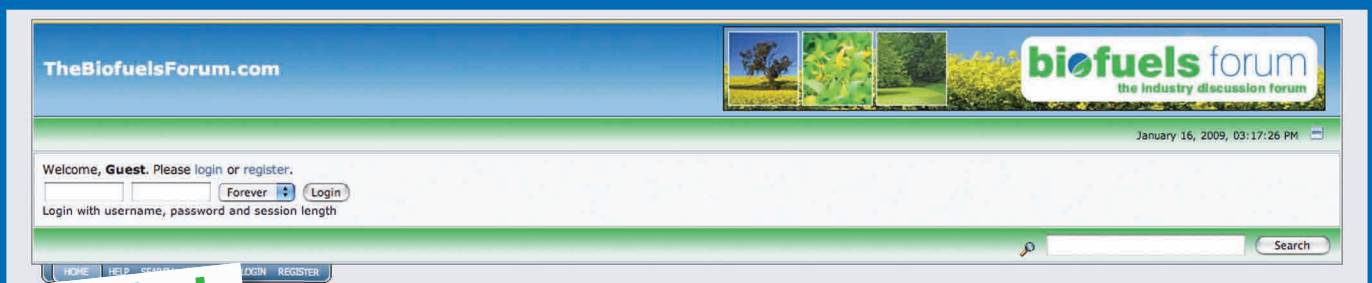 TheBiofuelsForum.com
biofuels forum
the industry discussion forum
January 16, 2009, 03:17:26 PM
Welcome, Guest. Please login or register.
Forever Login
Login with username, password and session length
Search
HOME HELP LOGIN REGISTER